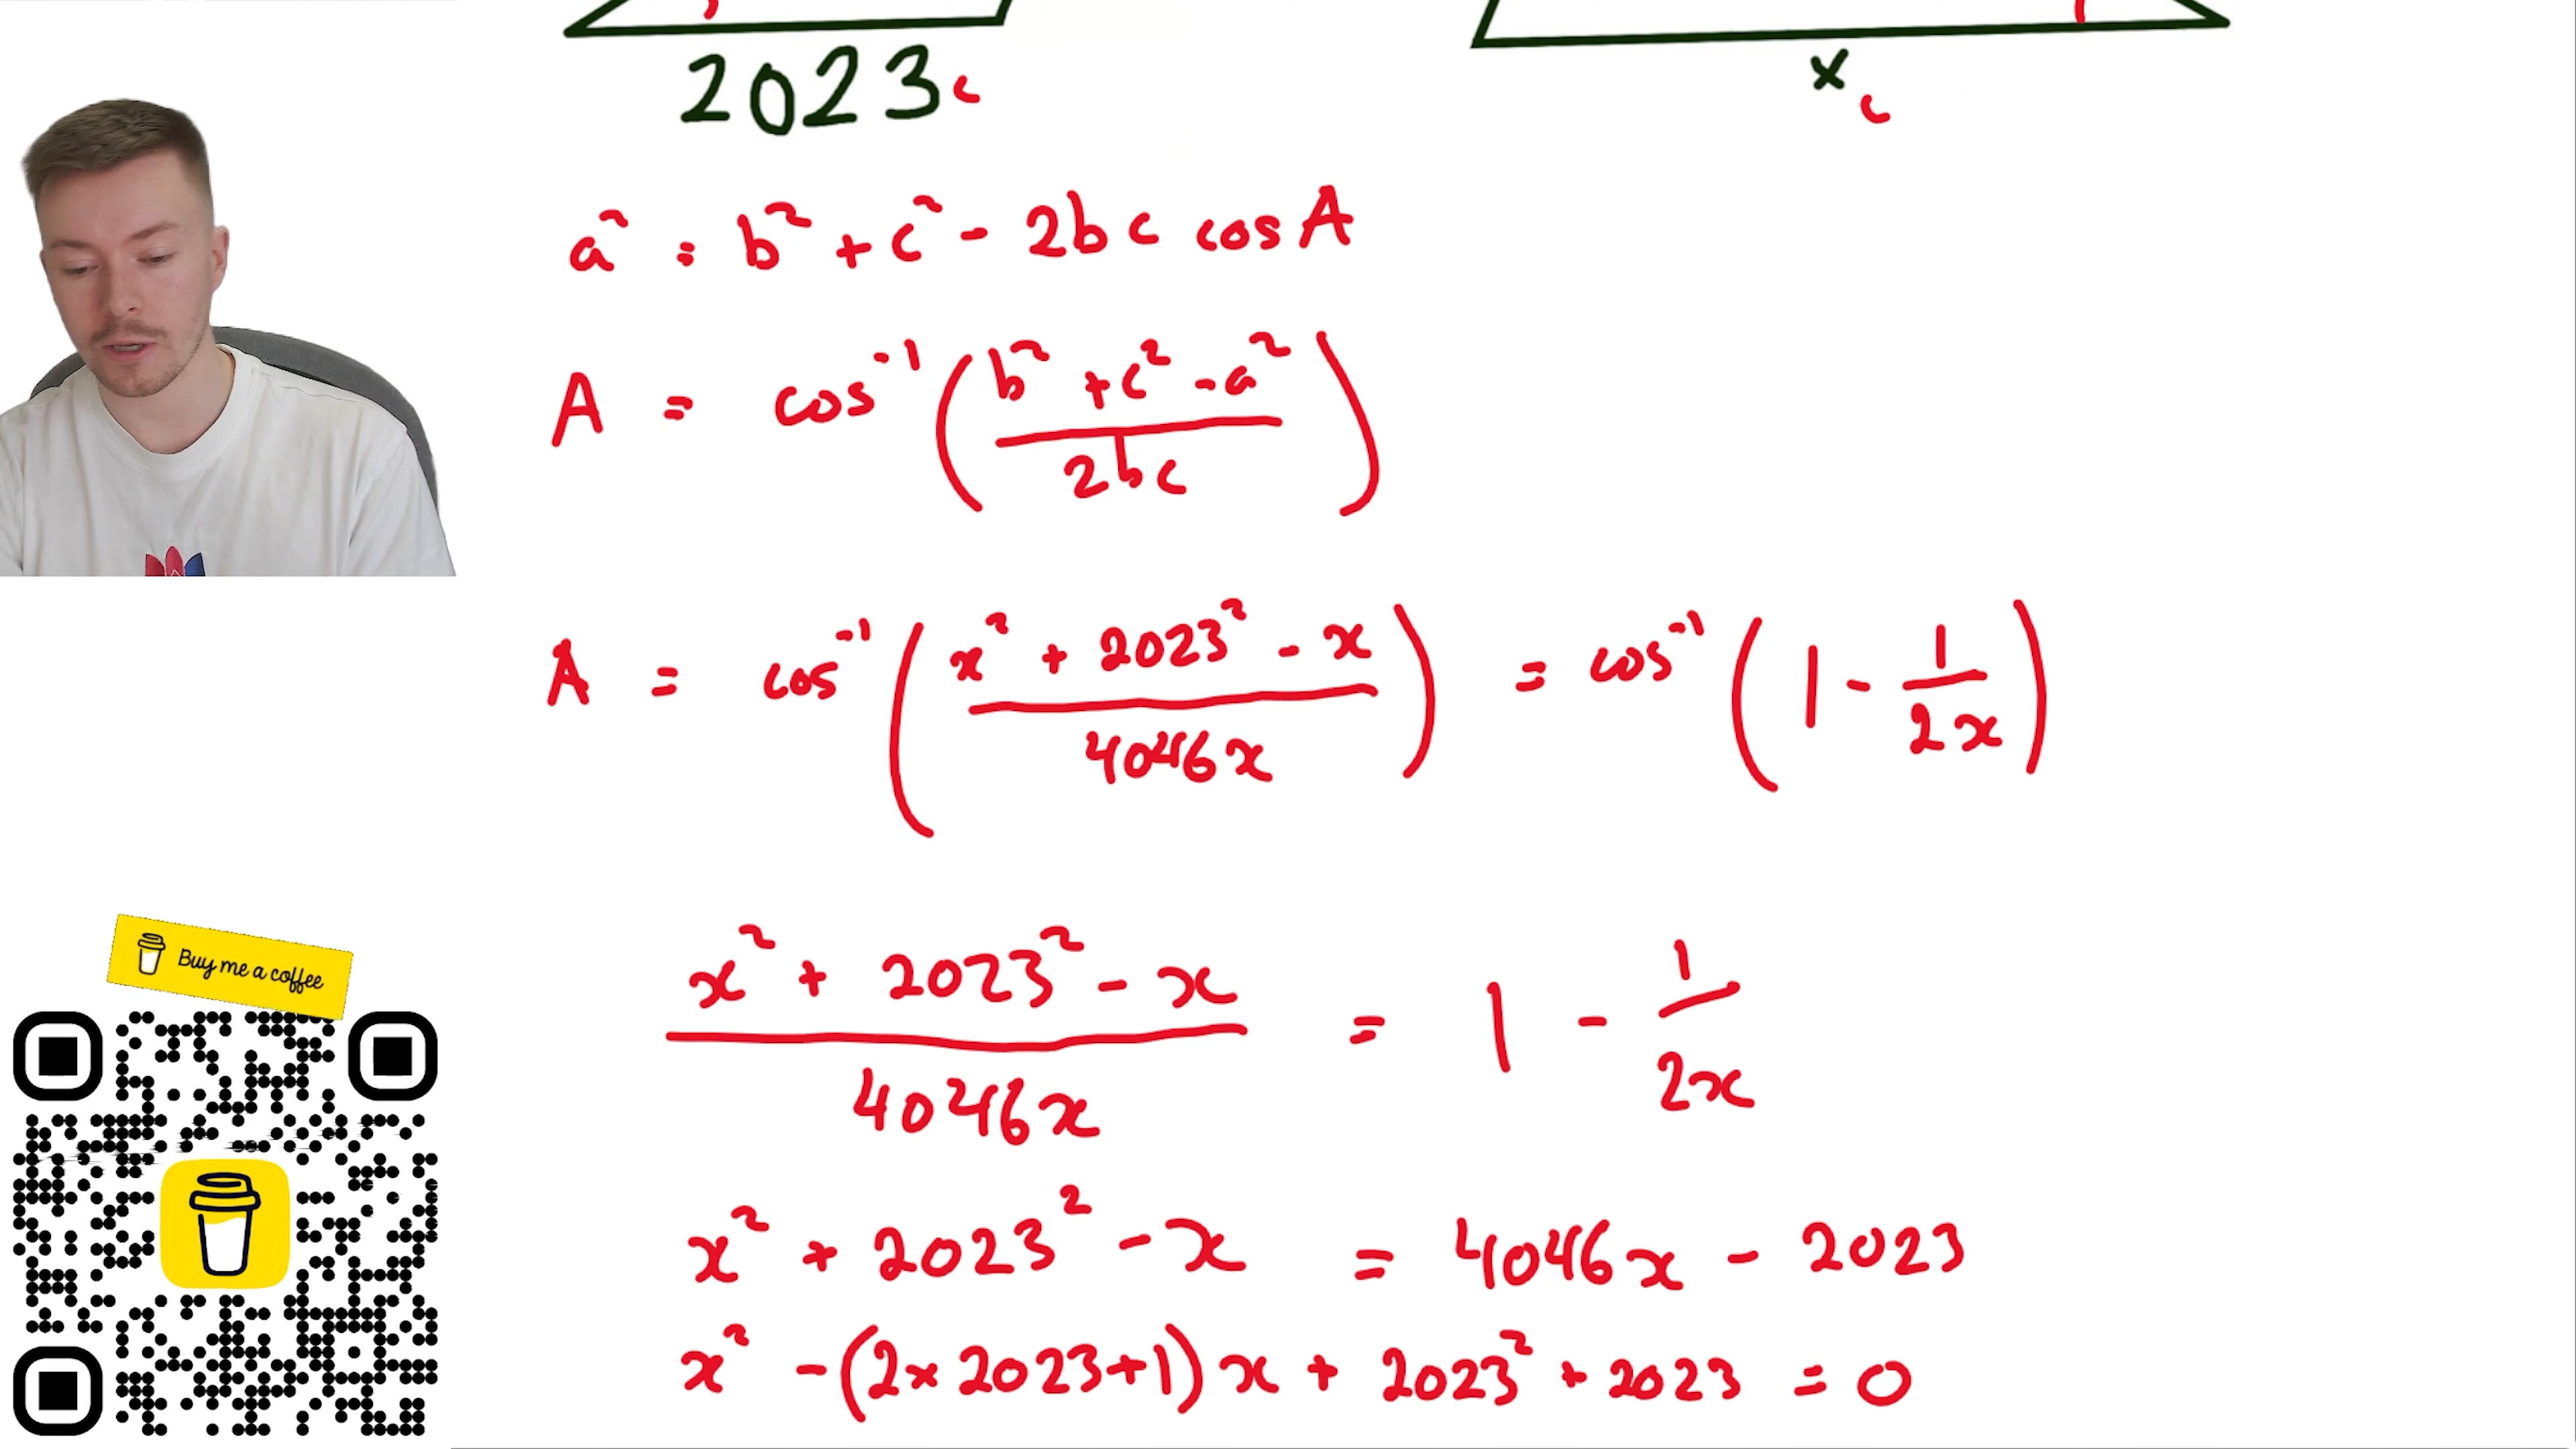 2023 c
x c
a² = b² + c² - 2bc cos A
A = cos⁻¹ ( (b² + c² - a²) / 2bc )
A = cos⁻¹ ( (x² + 2023² - x) / 4046x ) = cos⁻¹ ( 1 - 1/2x )
(x² + 2023² - x) / 4046x = 1 - 1/2x
Buy me a coffee
x² + 2023² - x = 4046x - 2023
x² - (2×2023+1)x + 2023² + 2023 = 0